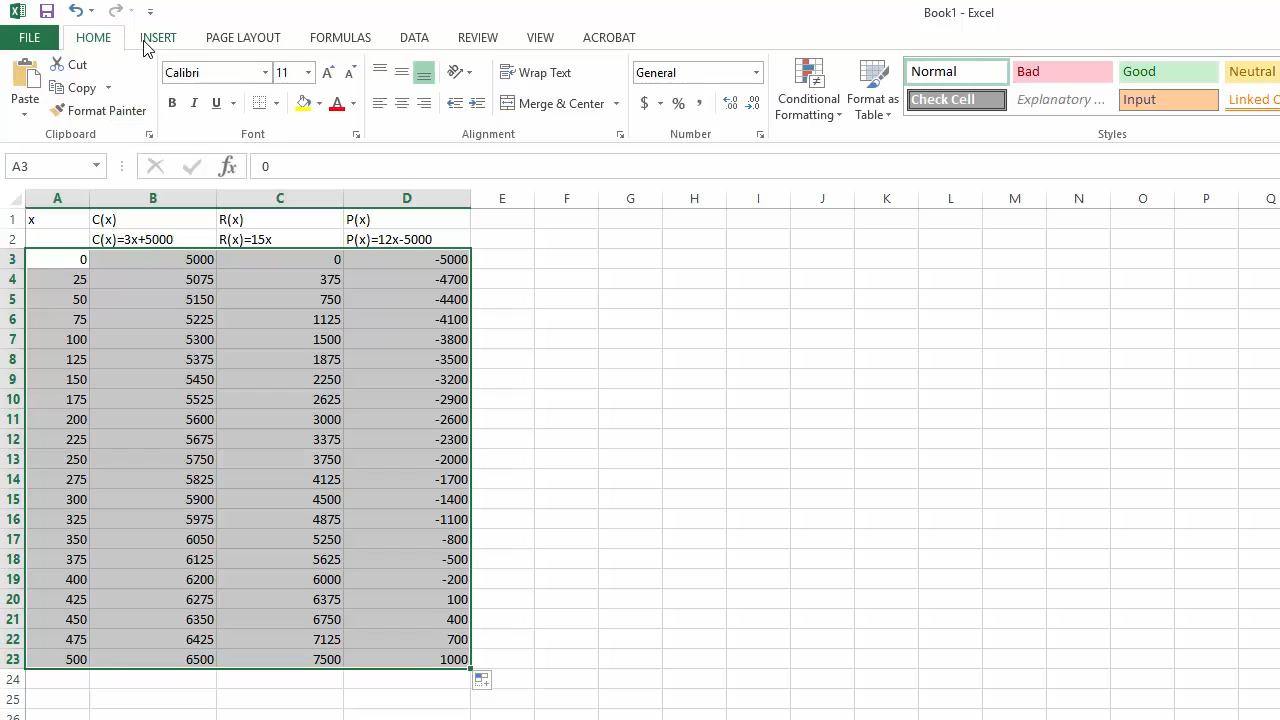 Book1 - Excel
FILE HOME INSERT PAGE LAYOUT FORMULAS DATA REVIEW VIEW ACROBAT
Paste
Cut
Copy
Format Painter
Clipboard
Calibri 11
B I U
Font
Wrap Text
Merge & Center
Alignment
General
$ % ,
Number
Conditional Formatting
Format as Table
Normal Bad Good Neutral
Check Cell Explanatory ... Input Linked C
Styles
A3 fx 0
A B C D E F G H I J K L M N O P Q
1 x C(x) R(x) P(x)
2 C(x)=3x+5000 R(x)=15x P(x)=12x-5000
3 0 5000 0 -5000
4 25 5075 375 -4700
5 50 5150 750 -4400
6 75 5225 1125 -4100
7 100 5300 1500 -3800
8 125 5375 1875 -3500
9 150 5450 2250 -3200
10 175 5525 2625 -2900
11 200 5600 3000 -2600
12 225 5675 3375 -2300
13 250 5750 3750 -2000
14 275 5825 4125 -1700
15 300 5900 4500 -1400
16 325 5975 4875 -1100
17 350 6050 5250 -800
18 375 6125 5625 -500
19 400 6200 6000 -200
20 425 6275 6375 100
21 450 6350 6750 400
22 475 6425 7125 700
23 500 6500 7500 1000
24
25
26